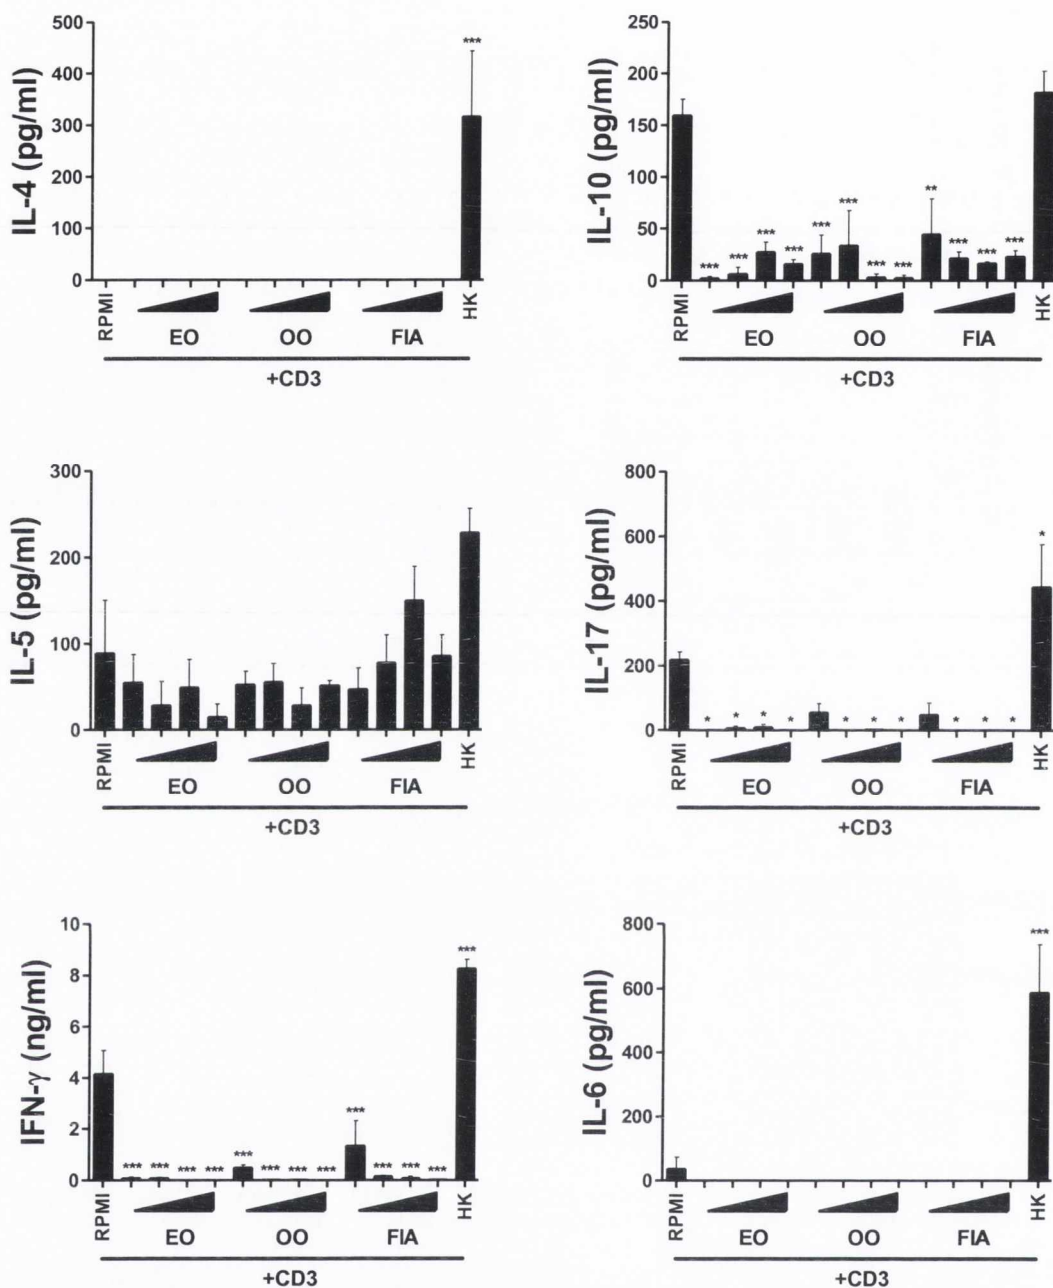 IL-4 (pg/ml)
500
400
300
200
100
0
***
RPMI
EO
OO
FIA
HK
+CD3
IL-10 (pg/ml)
250
200
150
100
50
0
*** *** *** *** *** *** *** *** ** *** *** ***
RPMI
EO
OO
FIA
HK
+CD3
IL-5 (pg/ml)
300
200
100
0
RPMI
EO
OO
FIA
HK
+CD3
IL-17 (pg/ml)
800
600
400
200
0
* * * * * * * * * * *
RPMI
EO
OO
FIA
HK
+CD3
IFN-γ (ng/ml)
10
8
6
4
2
0
*** *** *** *** *** *** *** *** *** *** *** *** ***
RPMI
EO
OO
FIA
HK
+CD3
IL-6 (pg/ml)
800
600
400
200
0
***
RPMI
EO
OO
FIA
HK
+CD3